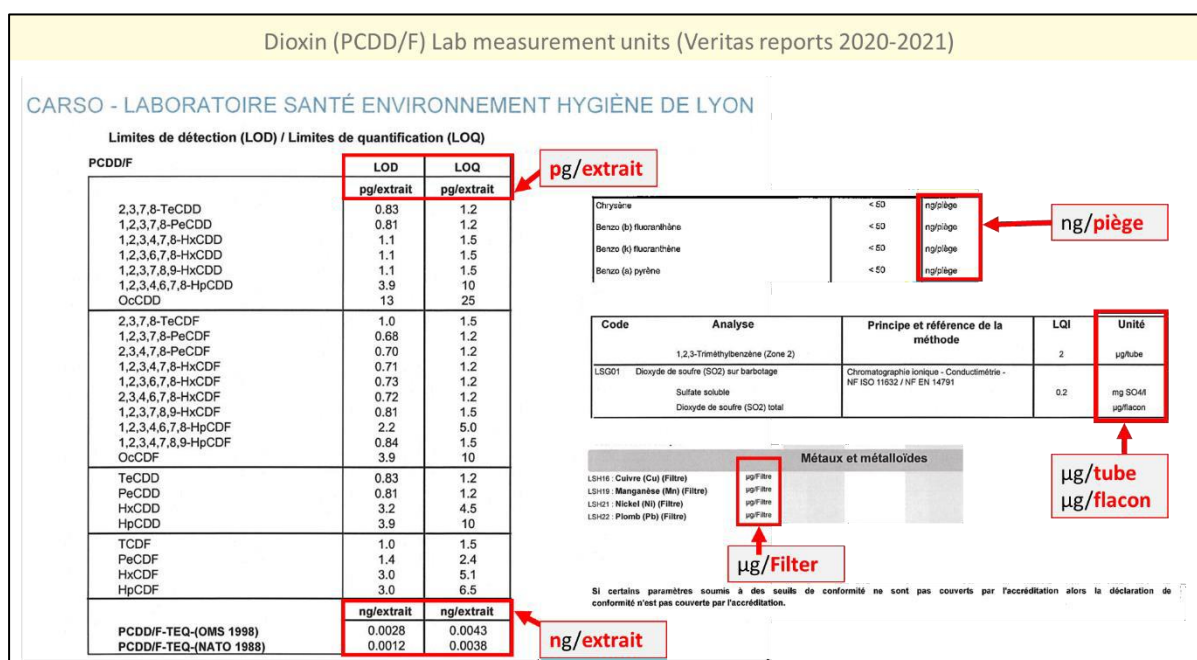 Dioxin (PCDD/F) Lab measurement units (Veritas reports 2020-2021)
CARSO - LABORATOIRE SANTÉ ENVIRONNEMENT HYGIÈNE DE LYON
Limites de détection (LOD) / Limites de quantification (LOQ)
PCDD/F LOD LOQ
pg/extrait pg/extrait
2,3,7,8-TeCDD 0.83 1.2
1,2,3,7,8-PeCDD 0.81 1.2
1,2,3,4,7,8-HxCDD 1.1 1.5
1,2,3,6,7,8-HxCDD 1.1 1.5
1,2,3,7,8,9-HxCDD 1.1 1.5
1,2,3,4,6,7,8-HpCDD 3.9 10
OcCDD 13 25
2,3,7,8-TeCDF 1.0 1.5
1,2,3,7,8-PeCDF 0.68 1.2
2,3,4,7,8-PeCDF 0.70 1.2
1,2,3,4,7,8-HxCDF 0.71 1.2
1,2,3,6,7,8-HxCDF 0.73 1.2
2,3,4,6,7,8-HxCDF 0.72 1.2
1,2,3,7,8,9-HxCDF 0.81 1.5
1,2,3,4,6,7,8-HpCDF 2.2 5.0
1,2,3,4,7,8,9-HpCDF 0.84 1.5
OcCDF 3.9 10
TeCDD 0.83 1.2
PeCDD 0.81 1.2
HxCDD 3.2 4.5
HpCDD 3.9 10
TCDF 1.0 1.5
PeCDF 1.4 2.4
HxCDF 3.0 5.1
HpCDF 3.0 6.5
ng/extrait ng/extrait
PCDD/F-TEQ-(OMS 1998) 0.0028 0.0043
PCDD/F-TEQ-(NATO 1988) 0.0012 0.0038
pg/extrait
ng/extrait
Chrysène < 50 ng/piège
Benzo (b) fluoranthène < 50 ng/piège
Benzo (k) fluoranthène < 50 ng/piège
Benzo (a) pyrène < 50 ng/piège
ng/piège
Code Analyse Principe et référence de la LQI Unité
méthode
1,2,3-Triméthylbenzène (Zone 2) 2 µg/tube
LSG01 Dioxyde de soufre (SO2) sur barbotage Chromatographie ionique - Conductimétrie -
NF ISO 11632 / NF EN 14791
Sulfate soluble 0.2 mg SO4/l
Dioxyde de soufre (SO2) total µg/flacon
µg/tube
µg/flacon
Métaux et métalloïdes
LSH16 : Cuivre (Cu) (Filtre) µg/Filtre
LSH19 : Manganèse (Mn) (Filtre) µg/Filtre
LSH21 : Nickel (Ni) (Filtre) µg/Filtre
LSH22 : Plomb (Pb) (Filtre) µg/Filtre
µg/Filter
Si certains paramètres soumis à des seuils de conformité ne sont pas couverts par l'accréditation alors la déclaration de
conformité n'est pas couverte par l'accréditation.